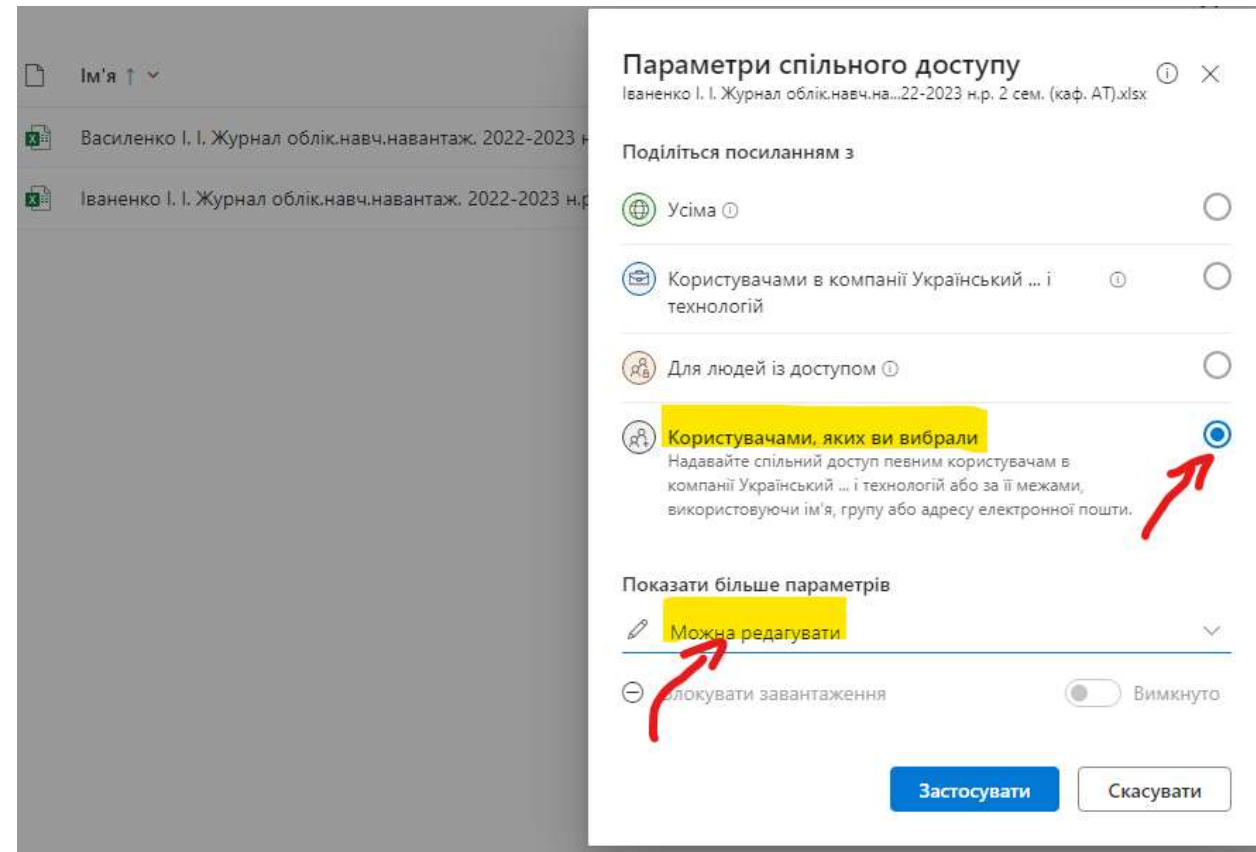 Ім'я ↑
Василенко І. І. Журнал облік.навч.навантаж. 2022-2023 н
Іваненко І. І. Журнал облік.навч.навантаж. 2022-2023 н.р
Параметри спільного доступу
Іваненко І. І. Журнал облік.навч.на...22-2023 н.р. 2 сем. (каф. АТ).xlsx
Поділіться посиланням з
Усіма
Користувачами в компанії Український ... і
технологій
Для людей із доступом
Користувачами, яких ви вибрали
Надавайте спільний доступ певним користувачам в
компанії Український ... і технологій або за її межами,
використовуючи ім'я, групу або адресу електронної пошти.
Показати більше параметрів
Можна редагувати
Блокувати завантаження
Вимкнуто
Застосувати
Скасувати